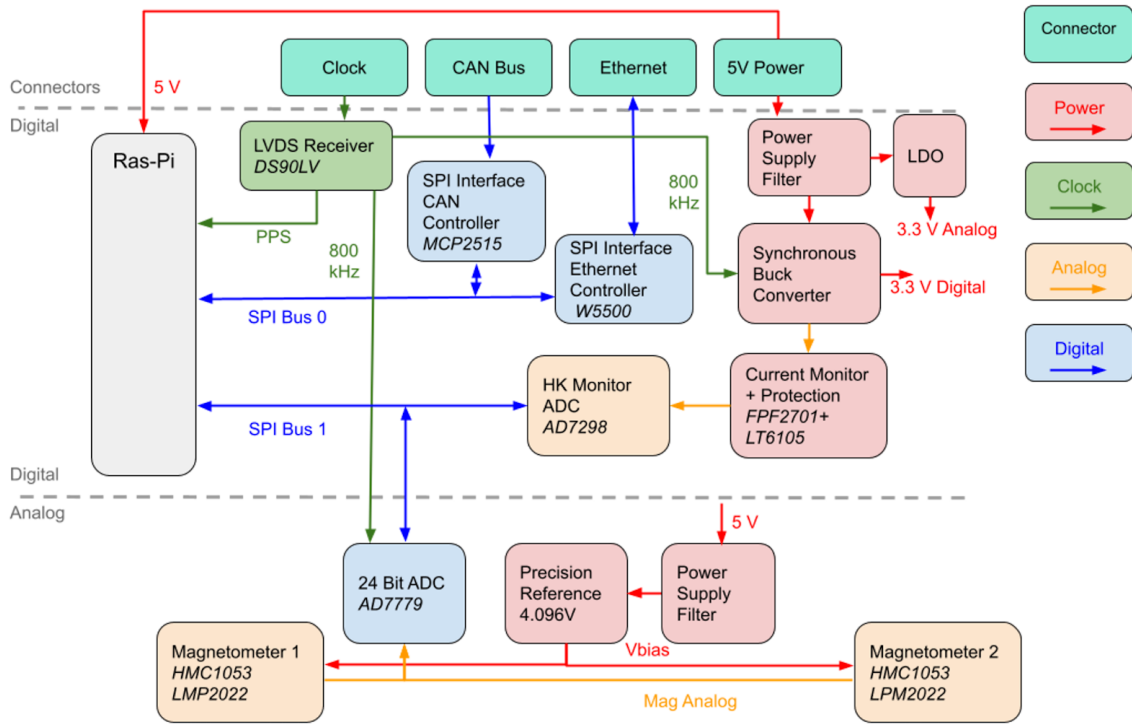 Clock
CAN Bus
Ethernet
5V Power
Connector
Connectors
5 V
Digital
Ras-Pi
LVDS Receiver
DS90LV
PPS
800
kHz
SPI Interface
CAN
Controller
MCP2515
SPI Interface
Ethernet
Controller
W5500
800
kHz
Power
Supply
Filter
LDO
3.3 V Analog
Synchronous
Buck
Converter
3.3 V Digital
Power
Clock
Analog
Digital
SPI Bus 0
SPI Bus 1
HK Monitor
ADC
AD7298
Current Monitor
+ Protection
FPF2701+
LT6105
Digital
Analog
5 V
24 Bit ADC
AD7779
Precision
Reference
4.096V
Power
Supply
Filter
Vbias
Magnetometer 1
HMC1053
LMP2022
Mag Analog
Magnetometer 2
HMC1053
LPM2022